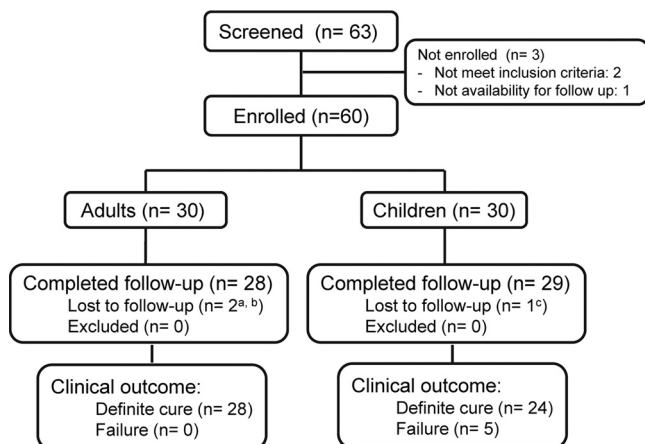 Screened (n= 63)
Not enrolled (n= 3)
- Not meet inclusion criteria: 2
- Not availability for follow up: 1
Enrolled (n=60)
Adults (n= 30)
Children (n= 30)
Completed follow-up (n= 28)
Lost to follow-up (n= 2a, b)
Excluded (n= 0)
Completed follow-up (n= 29)
Lost to follow-up (n= 1c)
Excluded (n= 0)
Clinical outcome:
Definite cure (n= 28)
Failure (n= 0)
Clinical outcome:
Definite cure (n= 24)
Failure (n= 5)